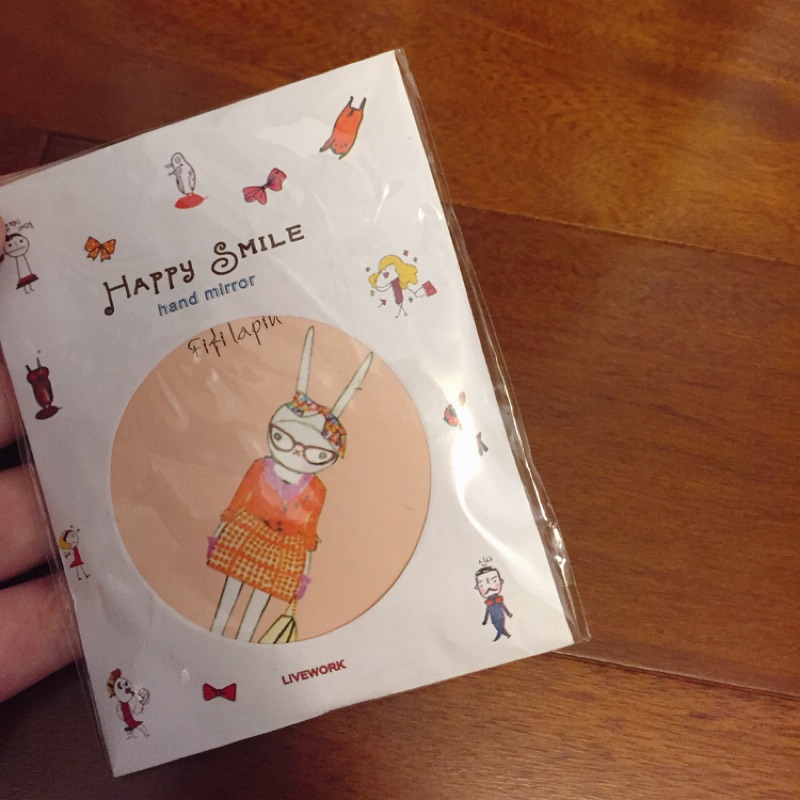 HAPPY SMILE
hand mirror
Fifi lapin
LIVEWORK